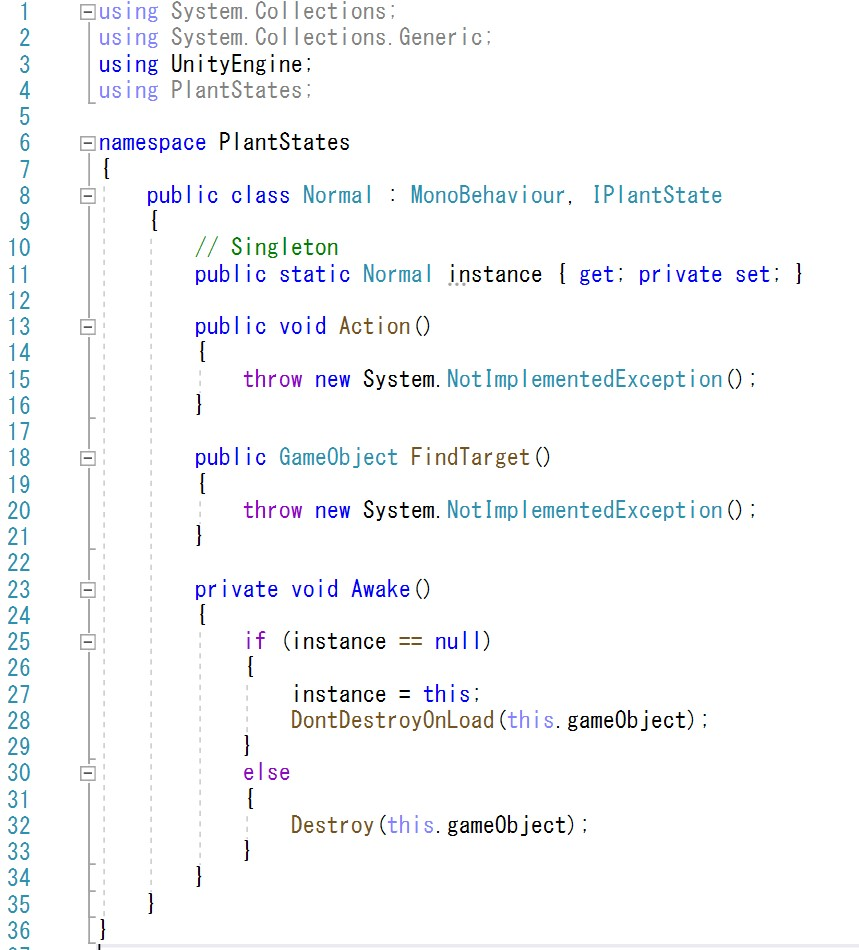 1 using System.Collections;
2 using System.Collections.Generic;
3 using UnityEngine;
4 using PlantStates;
5
6 namespace PlantStates
7 {
8     public class Normal : MonoBehaviour, IPlantState
9     {
10         // Singleton
11         public static Normal instance { get; private set; }
12
13         public void Action()
14         {
15             throw new System.NotImplementedException();
16         }
17
18         public GameObject FindTarget()
19         {
20             throw new System.NotImplementedException();
21         }
22
23         private void Awake()
24         {
25             if (instance == null)
26             {
27                 instance = this;
28                 DontDestroyOnLoad(this.gameObject);
29             }
30             else
31             {
32                 Destroy(this.gameObject);
33             }
34         }
35     }
36 }